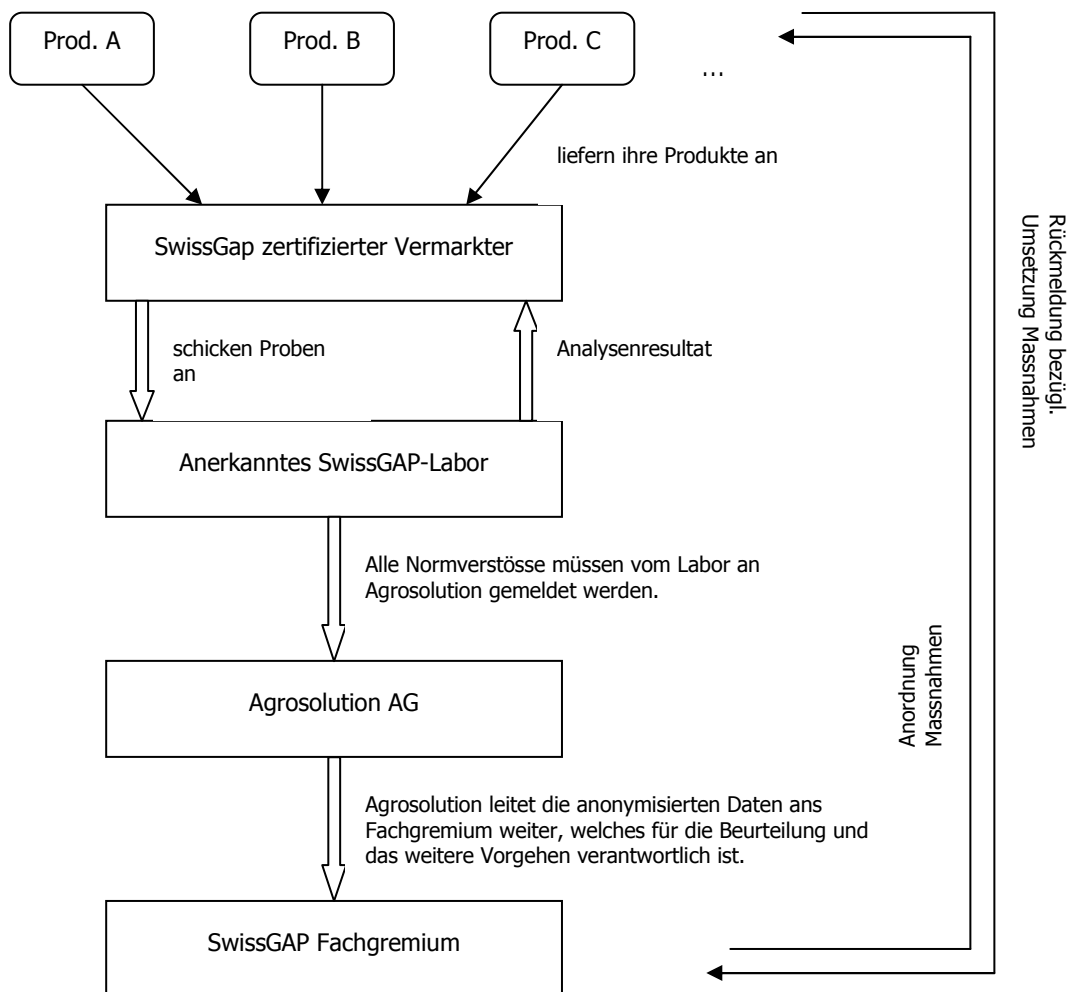 Prod. A
Prod. B
Prod. C
...
liefern ihre Produkte an
SwissGap zertifizierter Vermarkter
schicken Proben
an
Analysenresultat
Anerkanntes SwissGAP-Labor
Alle Normverstösse müssen vom Labor an
Agrosolution gemeldet werden.
Agrosolution AG
Agrosolution leitet die anonymisierten Daten ans
Fachgremium weiter, welches für die Beurteilung und
das weitere Vorgehen verantwortlich ist.
SwissGAP Fachgremium
Anordnung
Massnahmen
Rückmeldung bezügl.
Umsetzung Massnahmen